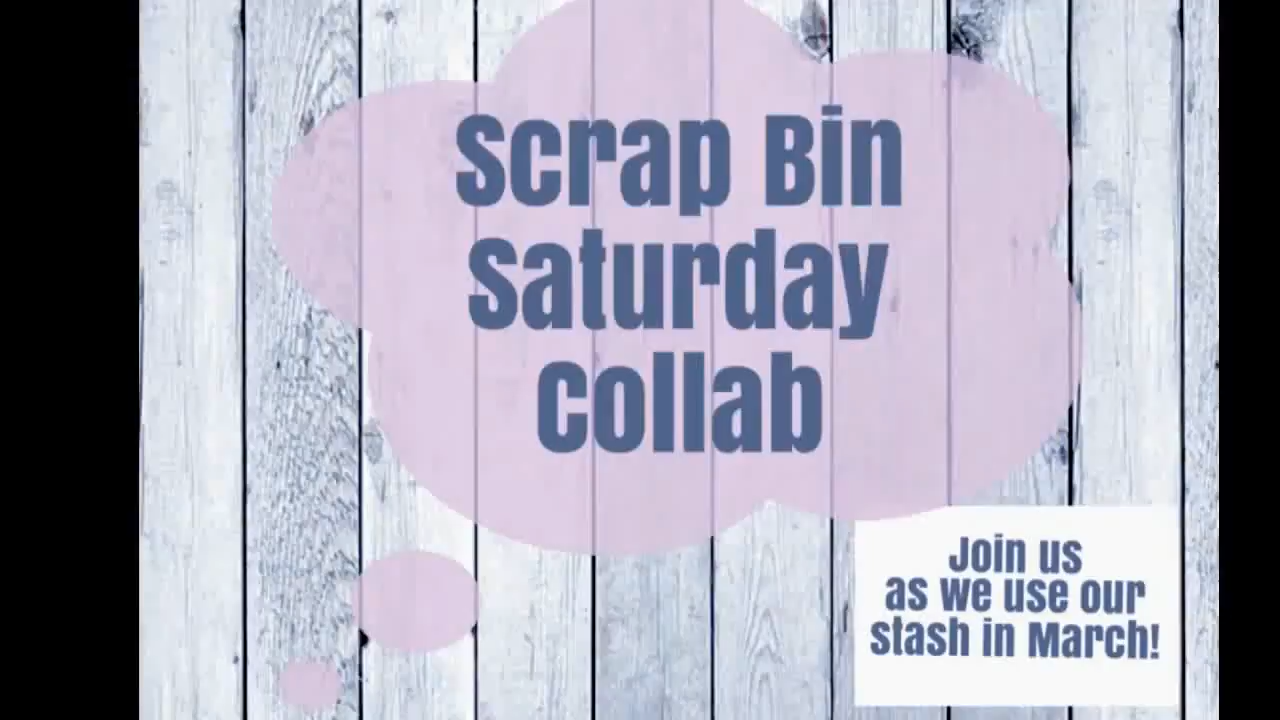 Scrap Bin
Saturday
Collab
Join us
as we use our
stash in March!